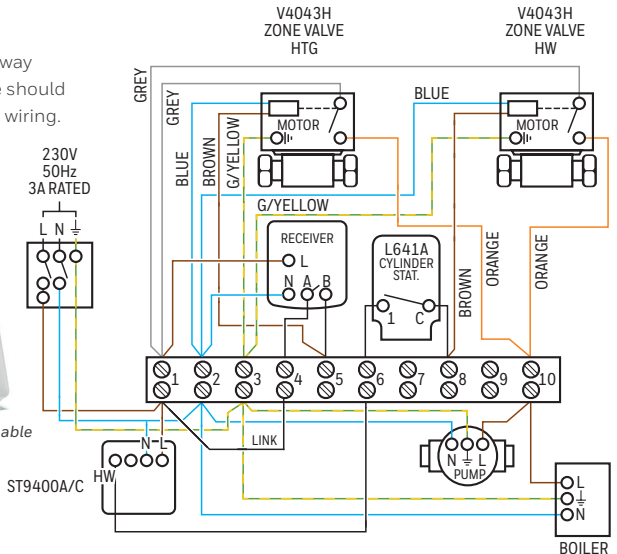 way
should
wiring.
V4043H
ZONE VALVE
HTG
V4043H
ZONE VALVE
HW
GREY
GREY
BLUE
BROWN
G/YELLOW
MOTOR
BLUE
MOTOR
230V
50Hz
3A RATED
L N
G/YELLOW
RECEIVER
L
N A B
L641A
CYLINDER
STAT.
1 C
BROWN
ORANGE
ORANGE
1 2 3 4 5 6 7 8 9 10
able
LINK
N L
HW
ST9400A/C
N L
PUMP
L
N
BOILER